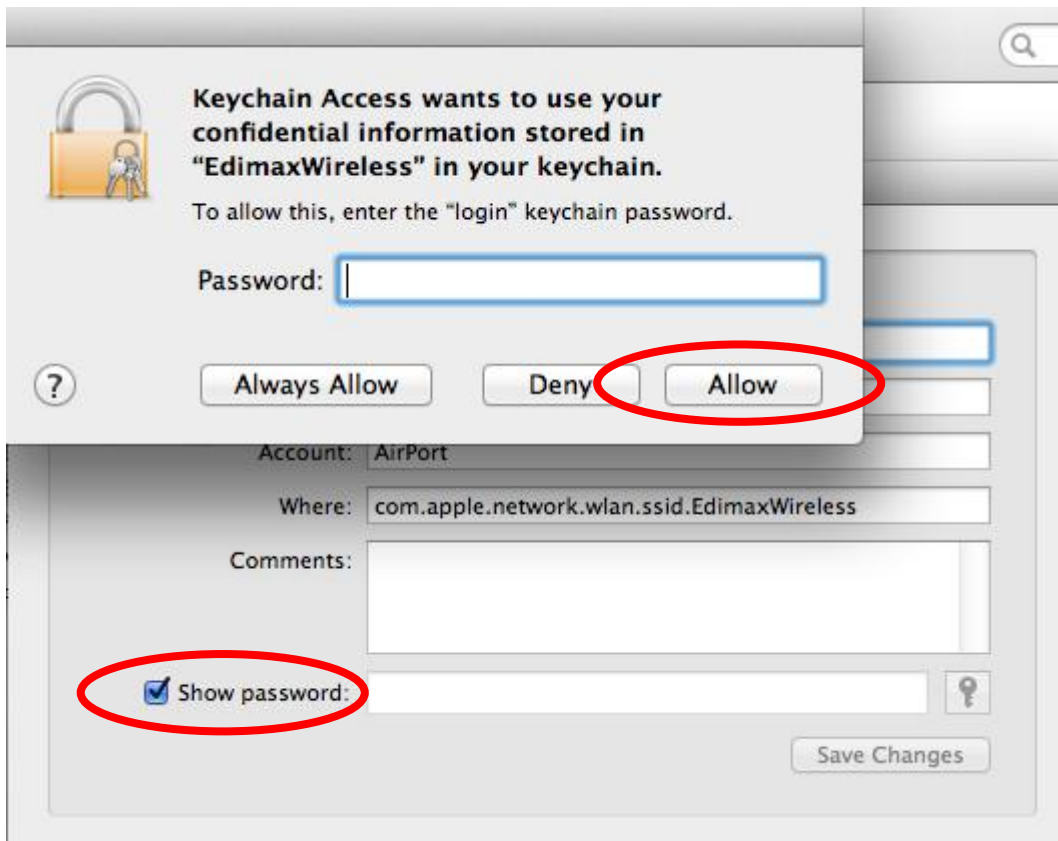 Keychain Access wants to use your
confidential information stored in
“EdimaxWireless” in your keychain.
To allow this, enter the “login” keychain password.
Password:
?
Always Allow
Deny
Allow
Account: AirPort
Where: com.apple.network.wlan.ssid.EdimaxWireless
Comments:
Show password:
Save Changes